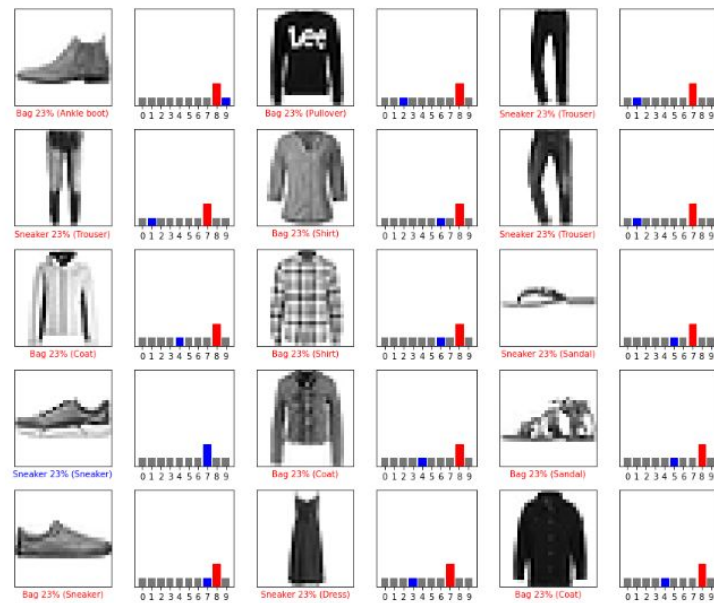 Lee
Bag 23% (Ankle boot)
0 1 2 3 4 5 6 7 8 9
Bag 23% (Pullover)
0 1 2 3 4 5 6 7 8 9
Sneaker 23% (Trouser)
0 1 2 3 4 5 6 7 8 9
Sneaker 23% (Trouser)
0 1 2 3 4 5 6 7 8 9
Bag 23% (Shirt)
0 1 2 3 4 5 6 7 8 9
Sneaker 23% (Trouser)
0 1 2 3 4 5 6 7 8 9
Bag 23% (Coat)
0 1 2 3 4 5 6 7 8 9
Bag 23% (Shirt)
0 1 2 3 4 5 6 7 8 9
Sneaker 23% (Sandal)
0 1 2 3 4 5 6 7 8 9
Sneaker 23% (Sneaker)
0 1 2 3 4 5 6 7 8 9
Bag 23% (Coat)
0 1 2 3 4 5 6 7 8 9
Bag 23% (Sandal)
0 1 2 3 4 5 6 7 8 9
Bag 23% (Sneaker)
0 1 2 3 4 5 6 7 8 9
Sneaker 23% (Dress)
0 1 2 3 4 5 6 7 8 9
Bag 23% (Coat)
0 1 2 3 4 5 6 7 8 9